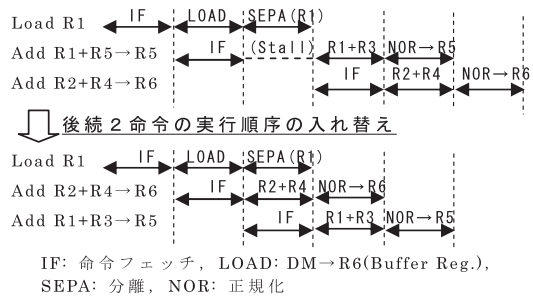 Load R1 IF LOAD SEPA(R1)
Add R1+R5→R5 IF (Stall) R1+R3 NOR→R5
Add R2+R4→R6 IF R2+R4 NOR→R6
後続2命令の実行順序の入れ替え
Load R1 IF LOAD SEPA(R1)
Add R2+R4→R6 IF R2+R4 NOR→R6
Add R1+R3→R5 IF R1+R3 NOR→R5
IF: 命令フェッチ, LOAD: DM→R6(Buffer Reg.),
SEPA: 分離, NOR: 正規化